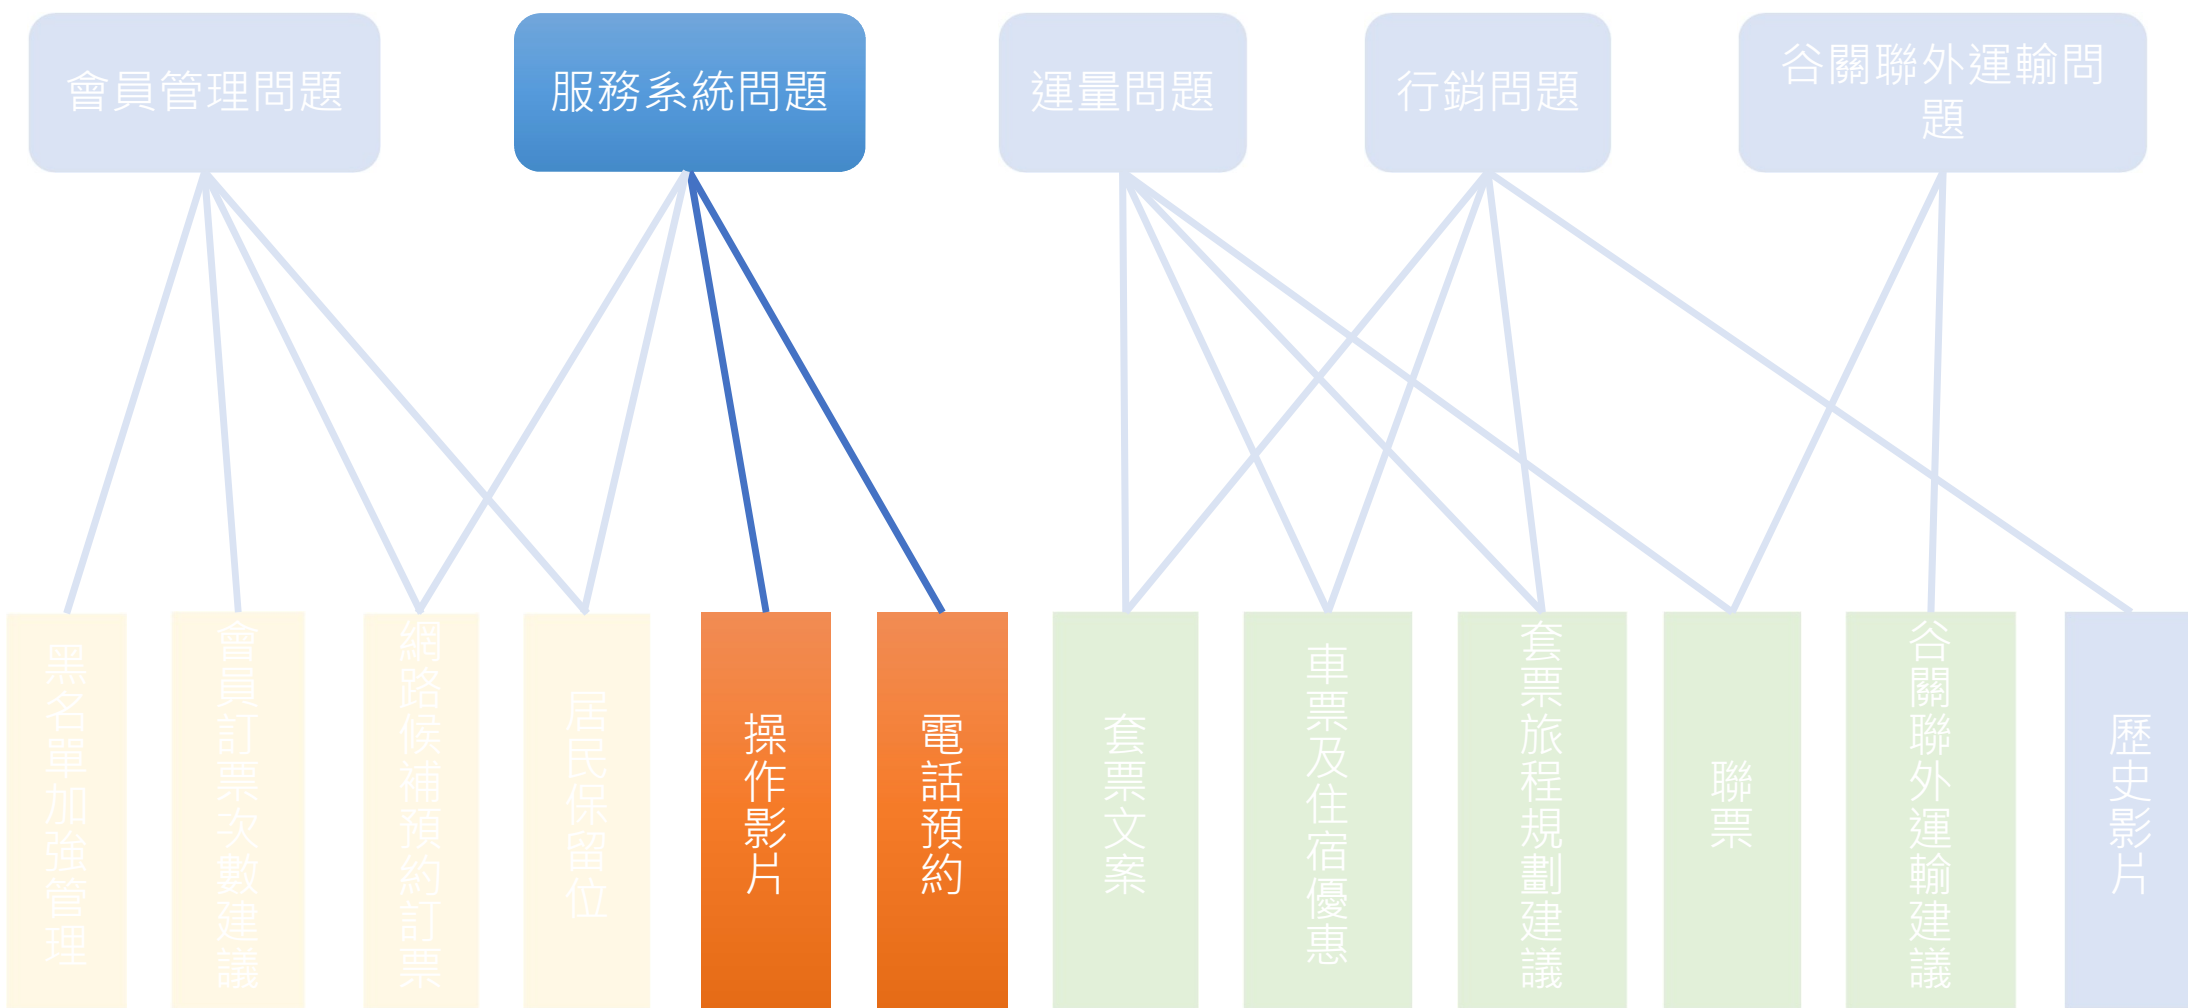 會員管理問題
服務系統問題
運量問題
行銷問題
谷關聯外運輸問
題
黑名單加強管理
會員訂票次數建議
網路候補預約訂票
居民保留位
操作影片
電話預約
套票文案
車票及住宿優惠
套票旅程規劃建議
聯票
谷關聯外運輸建議
歷史影片